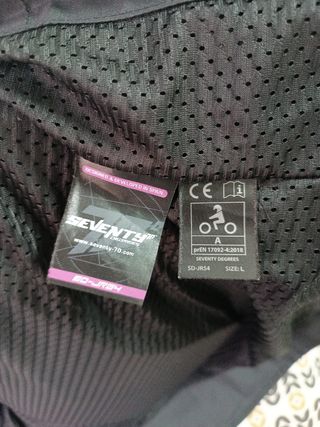 DESIGNED & DEVELOPED IN SPAIN
SEVENTY
www.seventy-70.com
SD-JR54
CE
A
prEN 17092-4:2018
SEVENTY DEGREES
SD-JR54 SIZE: L